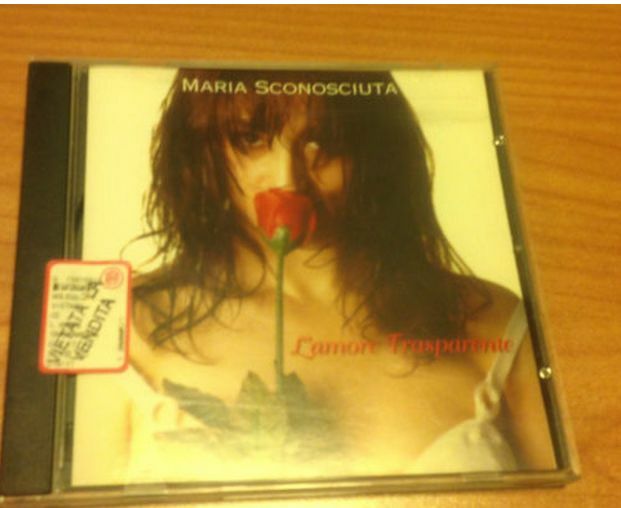 MARIA SCONOSCIUTA
L'amore Trasparente
VIETATA LA
VENDITA